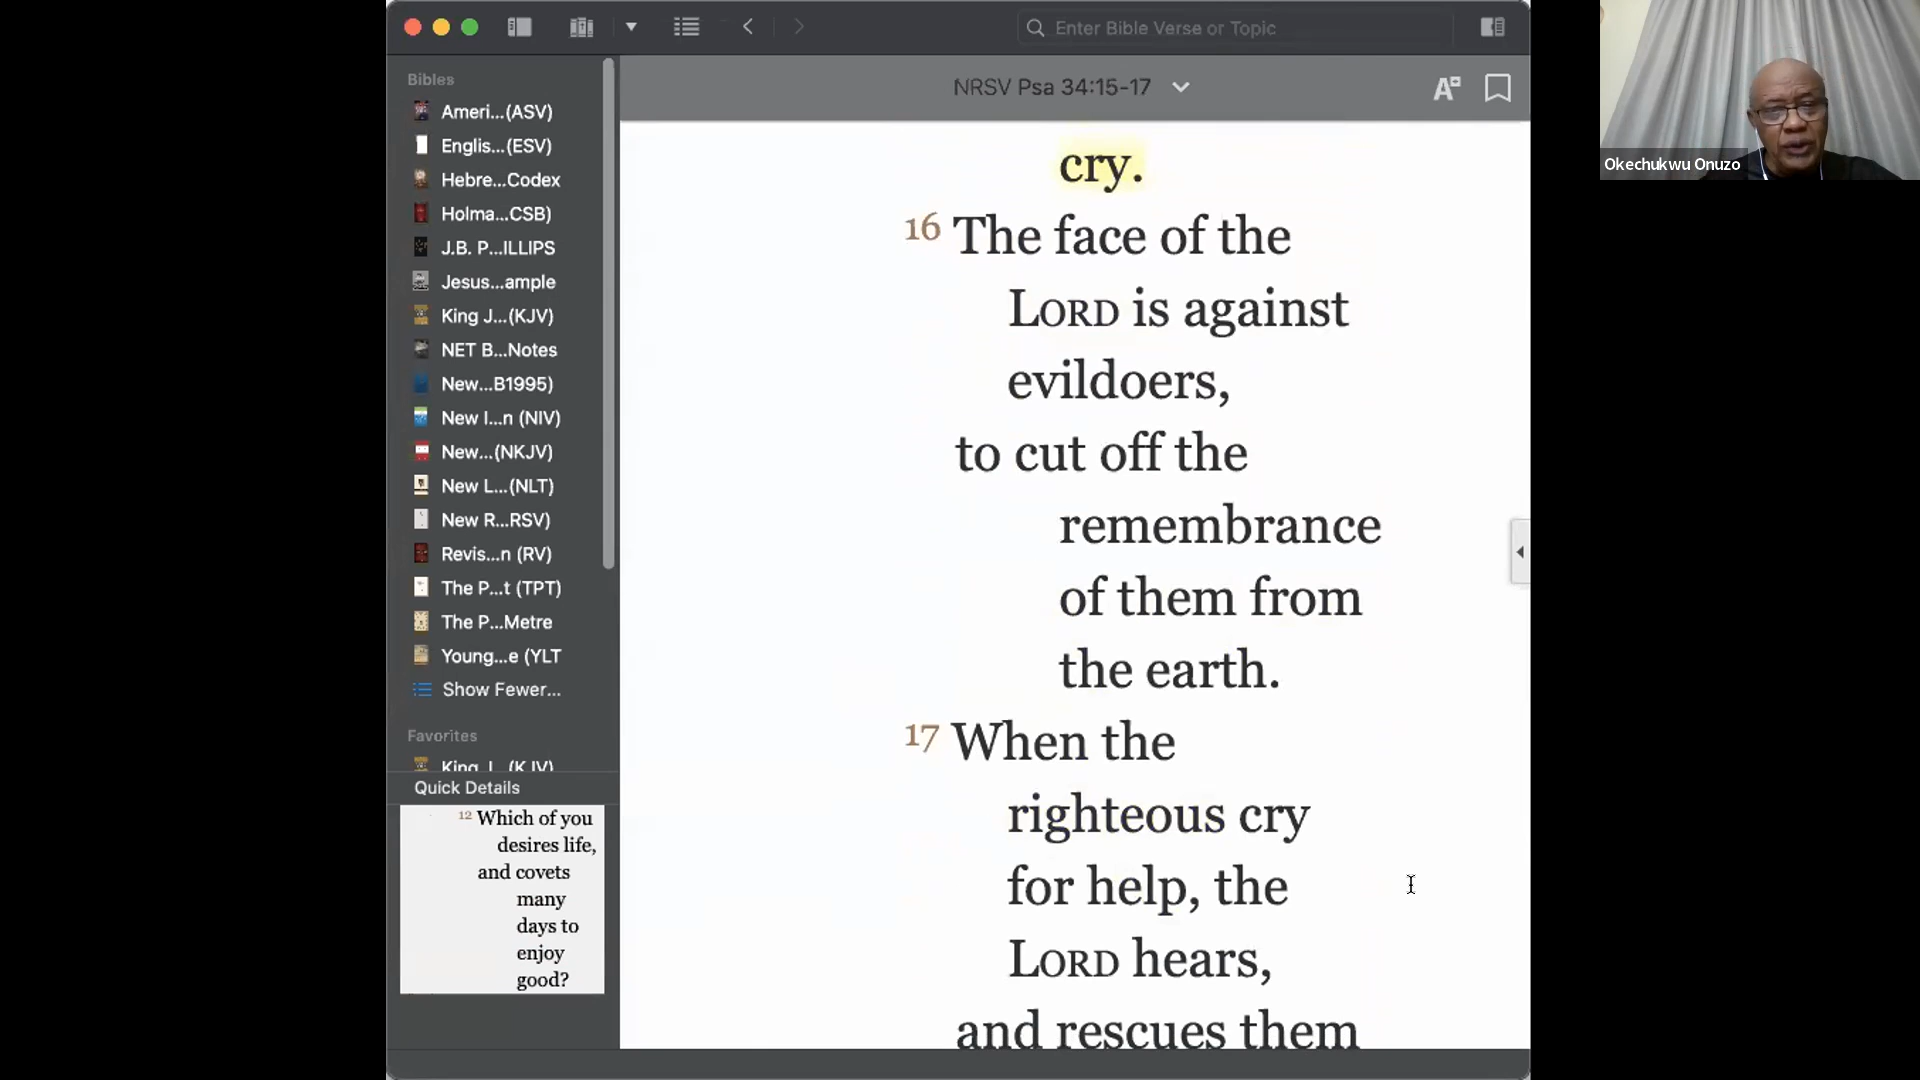 Enter Bible Verse or Topic
Bibles
Ameri...(ASV)
Englis...(ESV)
Hebre...Codex
Holma...CSB)
J.B. P...ILLIPS
Jesus...ample
King J...(KJV)
NET B...Notes
New...B1995)
New I...n (NIV)
New...(NKJV)
New L...(NLT)
New R...RSV)
Revis...n (RV)
The P...t (TPT)
The P...Metre
Young...e (YLT
Show Fewer...
Favorites
King J...(KJV)
Quick Details
12 Which of you
desires life,
and covets
many
days to
enjoy
good?
NRSV Psa 34:15-17
cry.
16 The face of the
LORD is against
evildoers,
to cut off the
remembrance
of them from
the earth.
17 When the
righteous cry
for help, the
LORD hears,
and rescues them
Okechukwu Onuzo